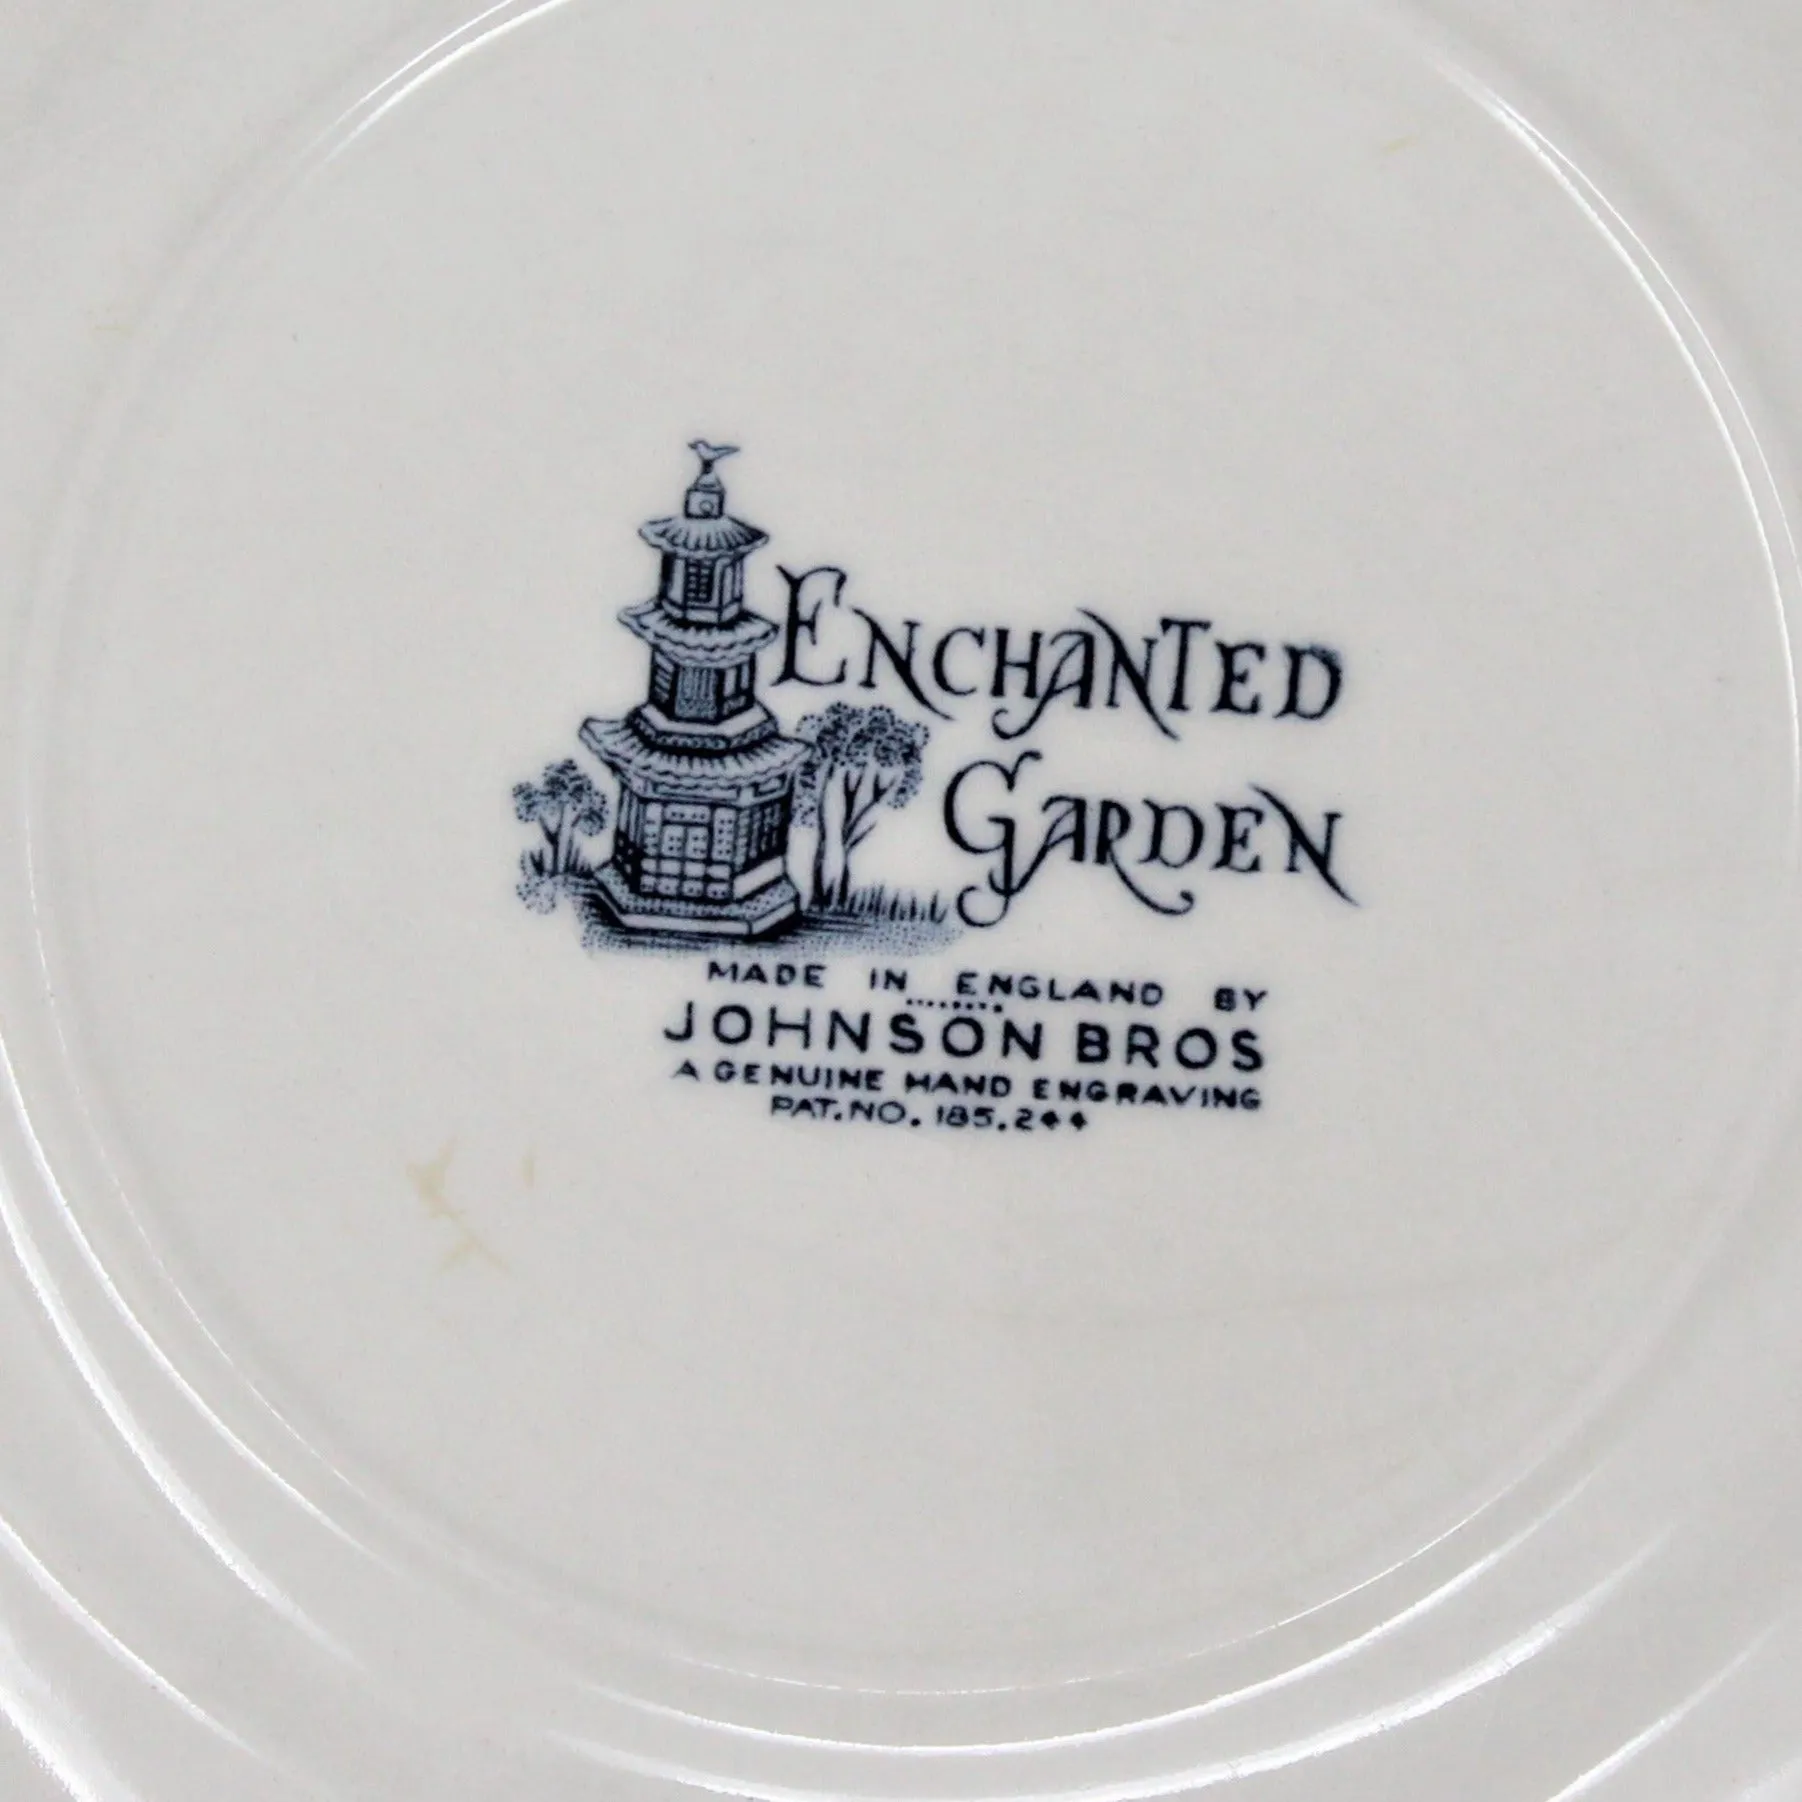 ENCHANTED
GARDEN
MADE IN ENGLAND BY
JOHNSON BROS
A GENUINE HAND ENGRAVING
PAT. NO. 185.244